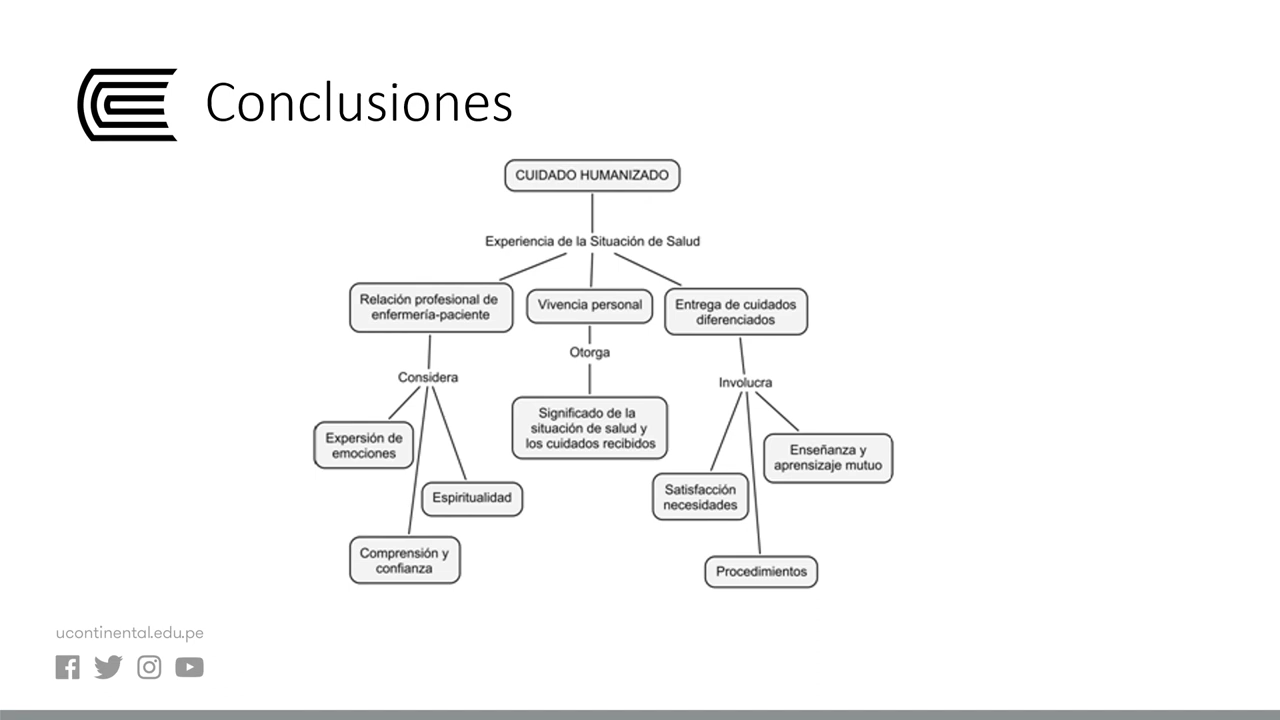 Conclusiones
CUIDADO HUMANIZADO
Experiencia de la Situación de Salud
Relación profesional de
enfermería-paciente
Vivencia personal
Entrega de cuidados
diferenciados
Considera
Otorga
Involucra
Expersión de
emociones
Espiritualidad
Comprensión y
confianza
Significado de la
situación de salud y
los cuidados recibidos
Satisfacción
necesidades
Enseñanza y
aprensizaje mutuo
Procedimientos
ucontinental.edu.pe